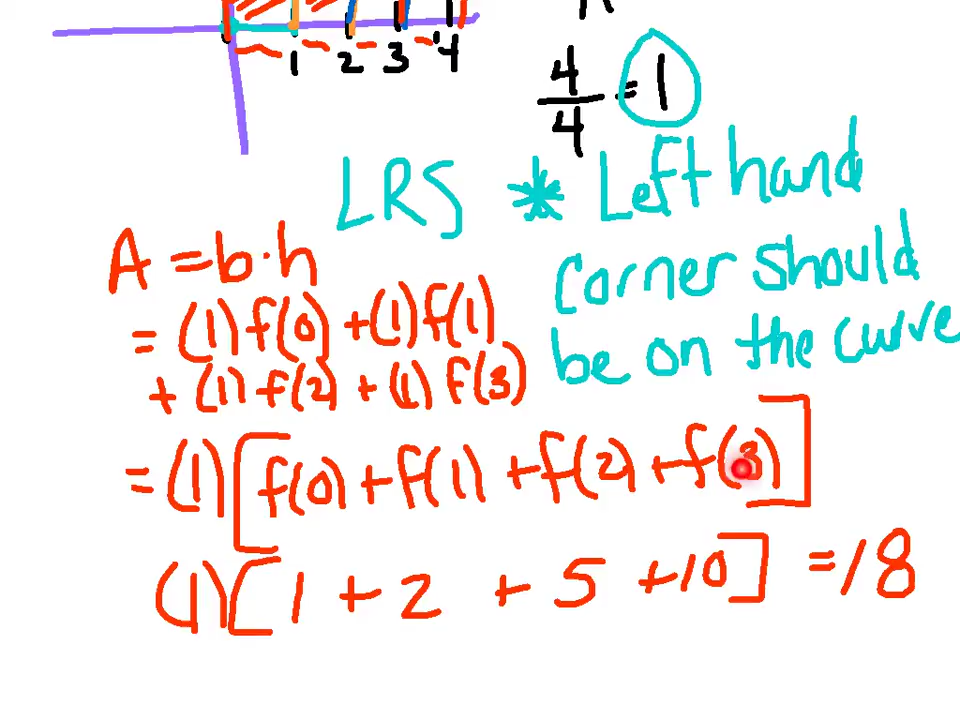 1 2 3 4
4/4 = 1
LRS * Left hand
corner should
be on the curve
A = b·h
= (1) f(0) + (1) f(1)
+ (1) f(2) + (1) f(3)
= (1) [f(0) + f(1) + f(2) + f(3)]
(1) [1 + 2 + 5 + 10] = 18